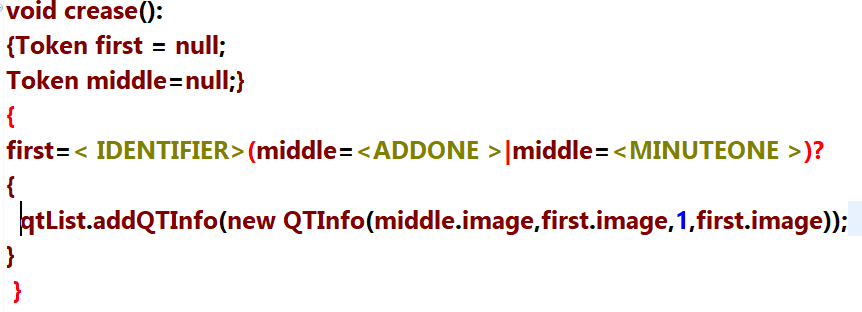 void crease():
{Token first = null;
Token middle=null;}
{
first=< IDENTIFIER>(middle=<ADDONE >|middle=<MINUTEONE >)?
{
qtList.addQTInfo(new QTInfo(middle.image,first.image,1,first.image));
}
}